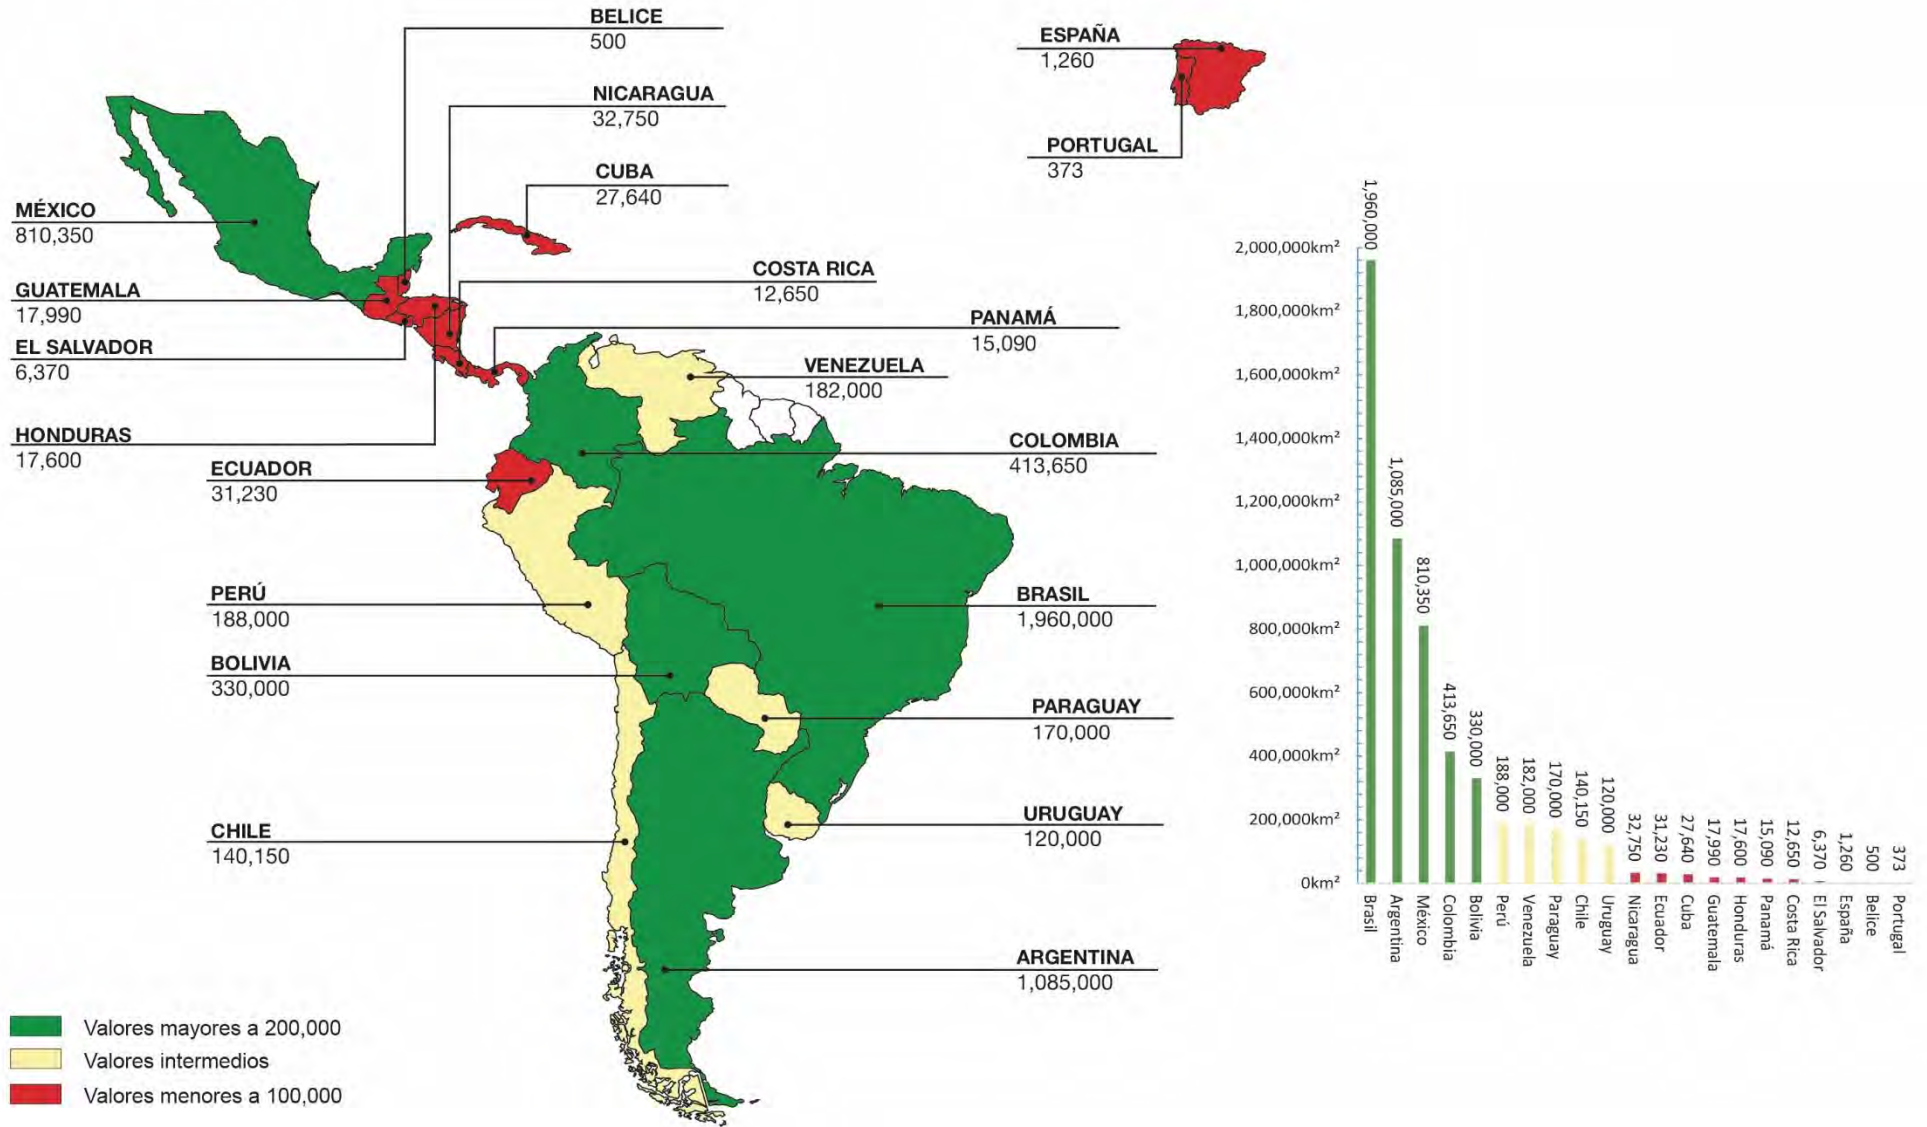 BELICE
500
NICARAGUA
32,750
CUBA
27,640
MÉXICO
810,350
COSTA RICA
12,650
GUATEMALA
17,990
PANAMÁ
15,090
EL SALVADOR
6,370
VENEZUELA
182,000
HONDURAS
17,600
COLOMBIA
413,650
ECUADOR
31,230
PERÚ
188,000
BRASIL
1,960,000
BOLIVIA
330,000
PARAGUAY
170,000
URUGUAY
120,000
CHILE
140,150
ARGENTINA
1,085,000
ESPAÑA
1,260
PORTUGAL
373
Valores mayores a 200,000
Valores intermedios
Valores menores a 100,000
2,000,000km²
1,800,000km²
1,600,000km²
1,400,000km²
1,200,000km²
1,000,000km²
800,000km²
600,000km²
400,000km²
200,000km²
0km²
1,960,000
1,085,000
810,350
413,650
330,000
188,000
182,000
170,000
140,150
120,000
32,750
31,230
27,640
17,990
17,600
15,090
12,650
6,370
1,260
500
373
Brasil
Argentina
México
Colombia
Bolivia
Perú
Venezuela
Paraguay
Chile
Uruguay
Nicaragua
Ecuador
Cuba
Guatemala
Honduras
Panamá
Costa Rica
El Salvador
España
Belice
Portugal